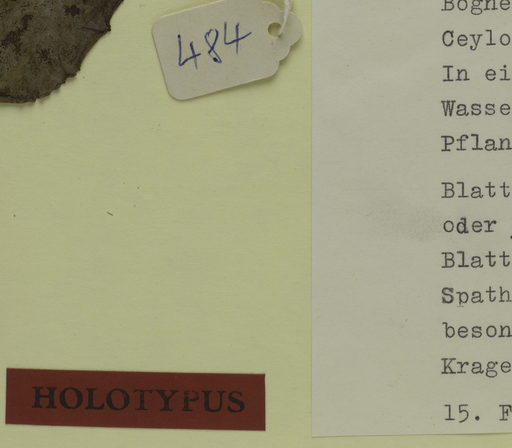 484
Bogne
Ceylo
In ei
Wasse
Pflan
Blatt
oder
Blatt
Spath
beson
Krage
15. F
HOLOTYPUS